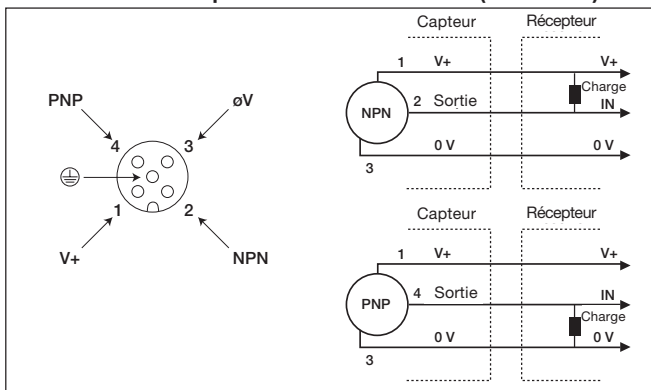 PNP
øV
4
3
1
2
V+
NPN
Capteur
Récepteur
1
V+
V+
Charge
NPN
2
Sortie
IN
0 V
0 V
3
Capteur
Récepteur
1
V+
V+
PNP
4
Sortie
IN
Charge
0 V
0 V
3